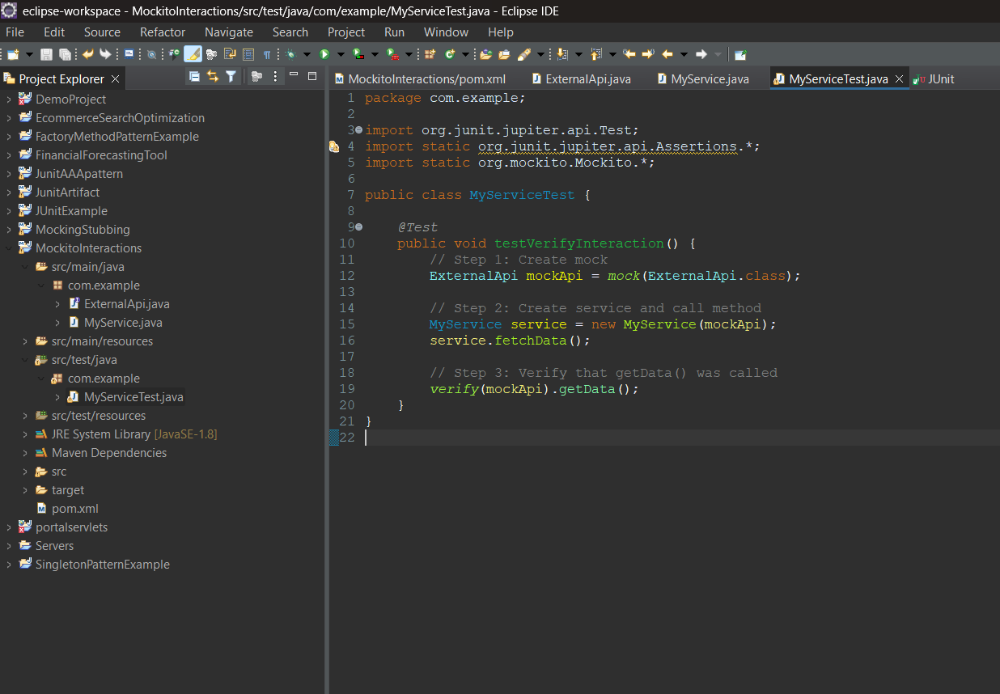 eclipse-workspace - MockitoInteractions/src/test/java/com/example/MyServiceTest.java - Eclipse IDE
File Edit Source Refactor Navigate Search Project Run Window Help
Project Explorer
DemoProject
EcommerceSearchOptimization
FactoryMethodPatternExample
FinancialForecastingTool
JunitAAApattern
JunitArtifact
JUnitExample
MockingStubbing
MockitoInteractions
src/main/java
com.example
ExternalApi.java
MyService.java
src/main/resources
src/test/java
com.example
MyServiceTest.java
src/test/resources
JRE System Library [JavaSE-1.8]
Maven Dependencies
src
target
pom.xml
portalservlets
Servers
SingletonPatternExample
MockitoInteractions/pom.xml ExternalApi.java MyService.java MyServiceTest.java JUnit
1 package com.example;
2
3 import org.junit.jupiter.api.Test;
4 import static org.junit.jupiter.api.Assertions.*;
5 import static org.mockito.Mockito.*;
6
7 public class MyServiceTest {
8
9 @Test
10 public void testVerifyInteraction() {
11 // Step 1: Create mock
12 ExternalApi mockApi = mock(ExternalApi.class);
13
14 // Step 2: Create service and call method
15 MyService service = new MyService(mockApi);
16 service.fetchData();
17
18 // Step 3: Verify that getData() was called
19 verify(mockApi).getData();
20 }
21 }
22